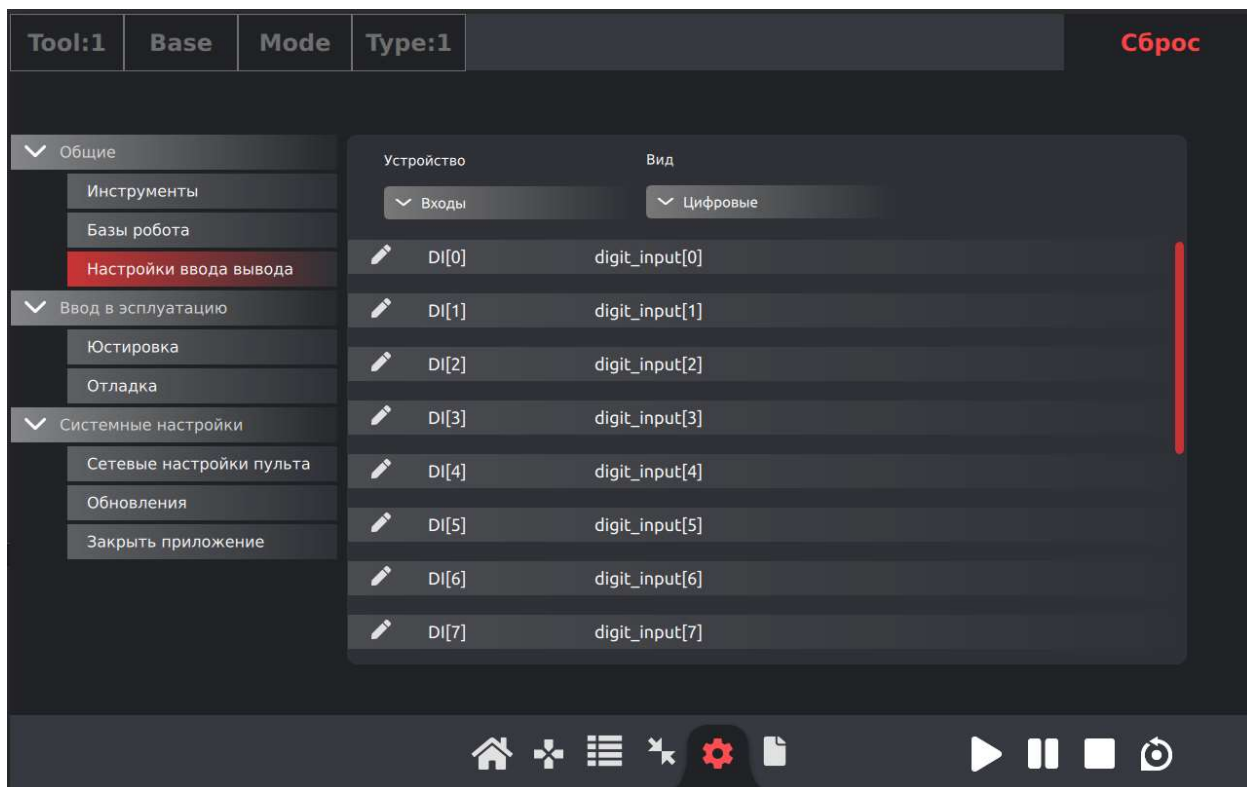 Tool:1 Base Mode Type:1 Сброс
Общие
Инструменты
Базы робота
Настройки ввода вывода
Ввод в эсплуатацию
Юстировка
Отладка
Системные настройки
Сетевые настройки пульта
Обновления
Закрыть приложение
Устройство Вид
Входы Цифровые
DI[0] digit_input[0]
DI[1] digit_input[1]
DI[2] digit_input[2]
DI[3] digit_input[3]
DI[4] digit_input[4]
DI[5] digit_input[5]
DI[6] digit_input[6]
DI[7] digit_input[7]